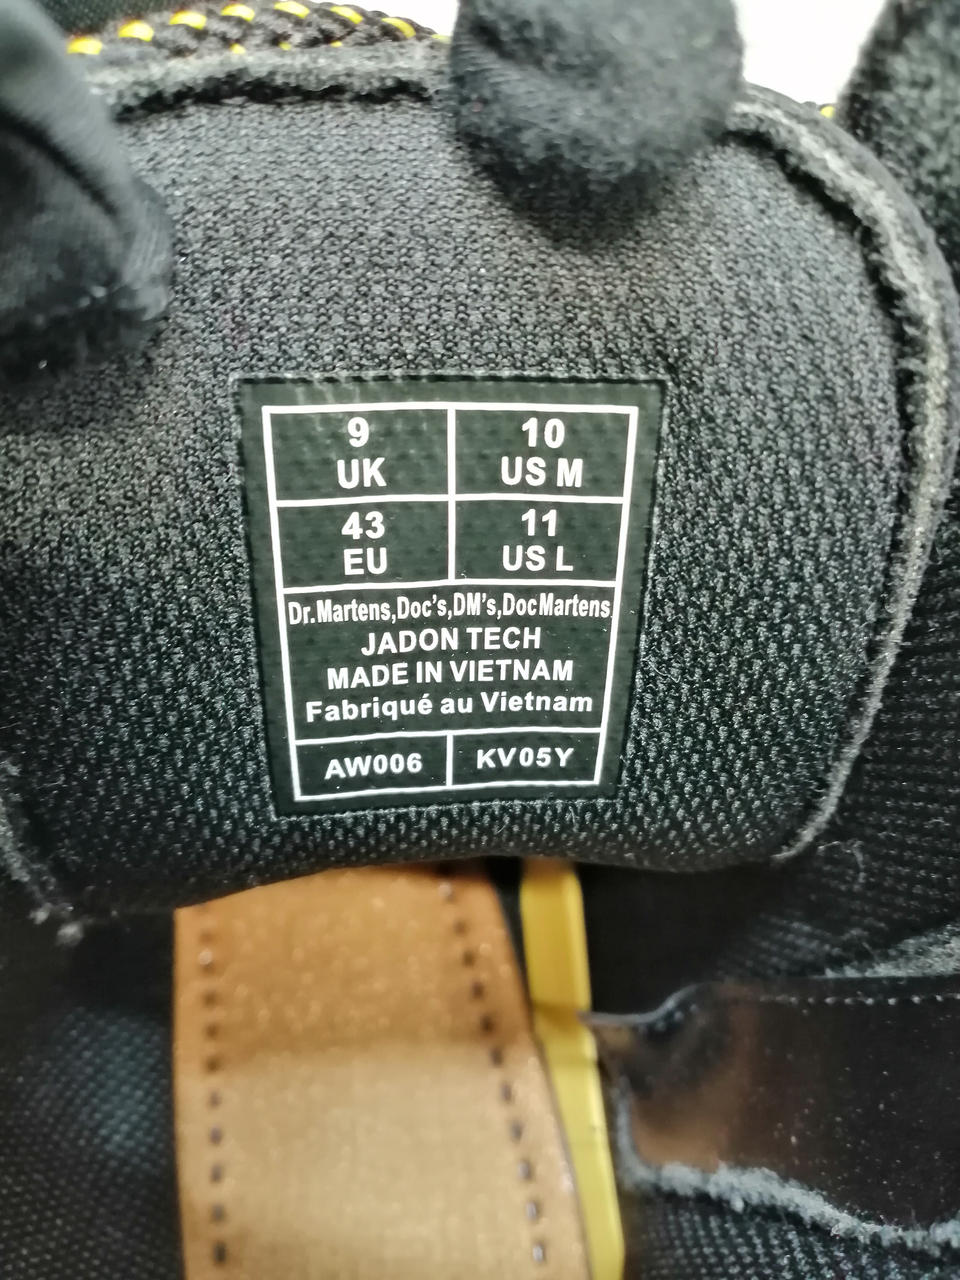 9 10
UK US M
43 11
EU US L
Dr.Martens,Doc's,DM's,DocMartens
JADON TECH
MADE IN VIETNAM
Fabriqué au Vietnam
AW006 KV05Y